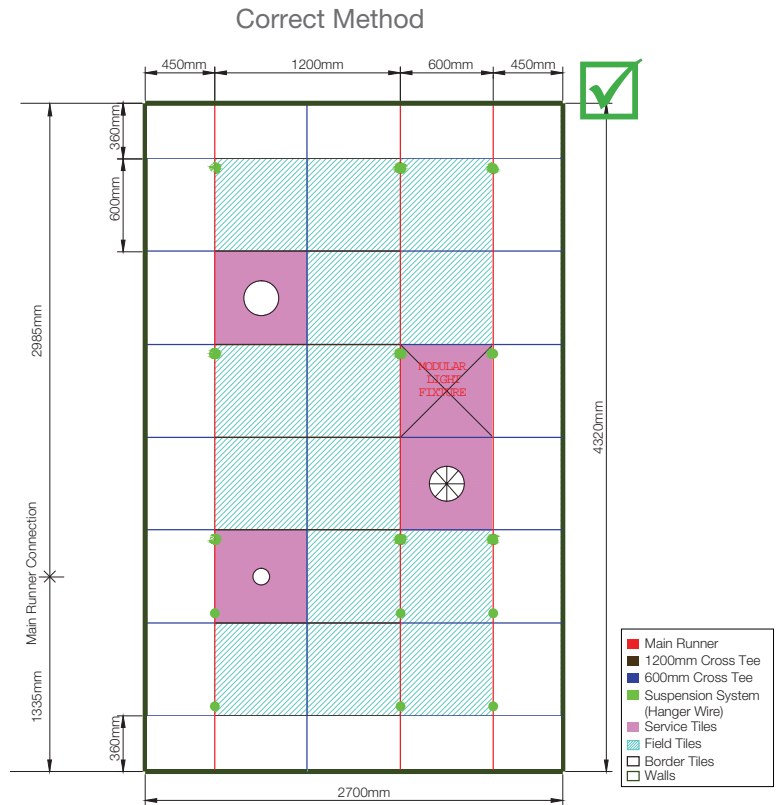 Correct Method
450mm
1200mm
600mm
450mm
360mm
600mm
2985mm
MODULAR
LIGHT
FIXTURE
4320mm
Main Runner Connection
1335mm
360mm
2700mm
Main Runner
1200mm Cross Tee
600mm Cross Tee
Suspension System
(Hanger Wire)
Service Tiles
Field Tiles
Border Tiles
Walls